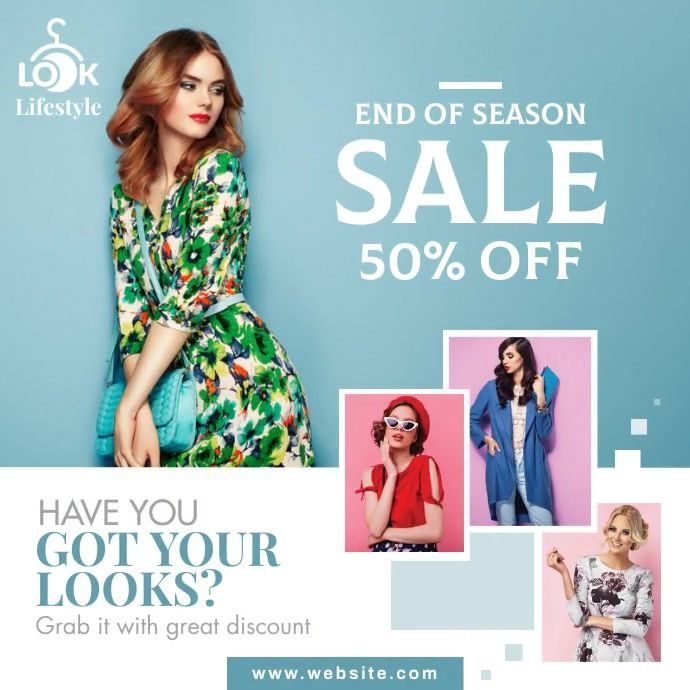 LOOK
Lifestyle
END OF SEASON
SALE
50% OFF
HAVE YOU
GOT YOUR
LOOKS?
Grab it with great discount
www.website.com